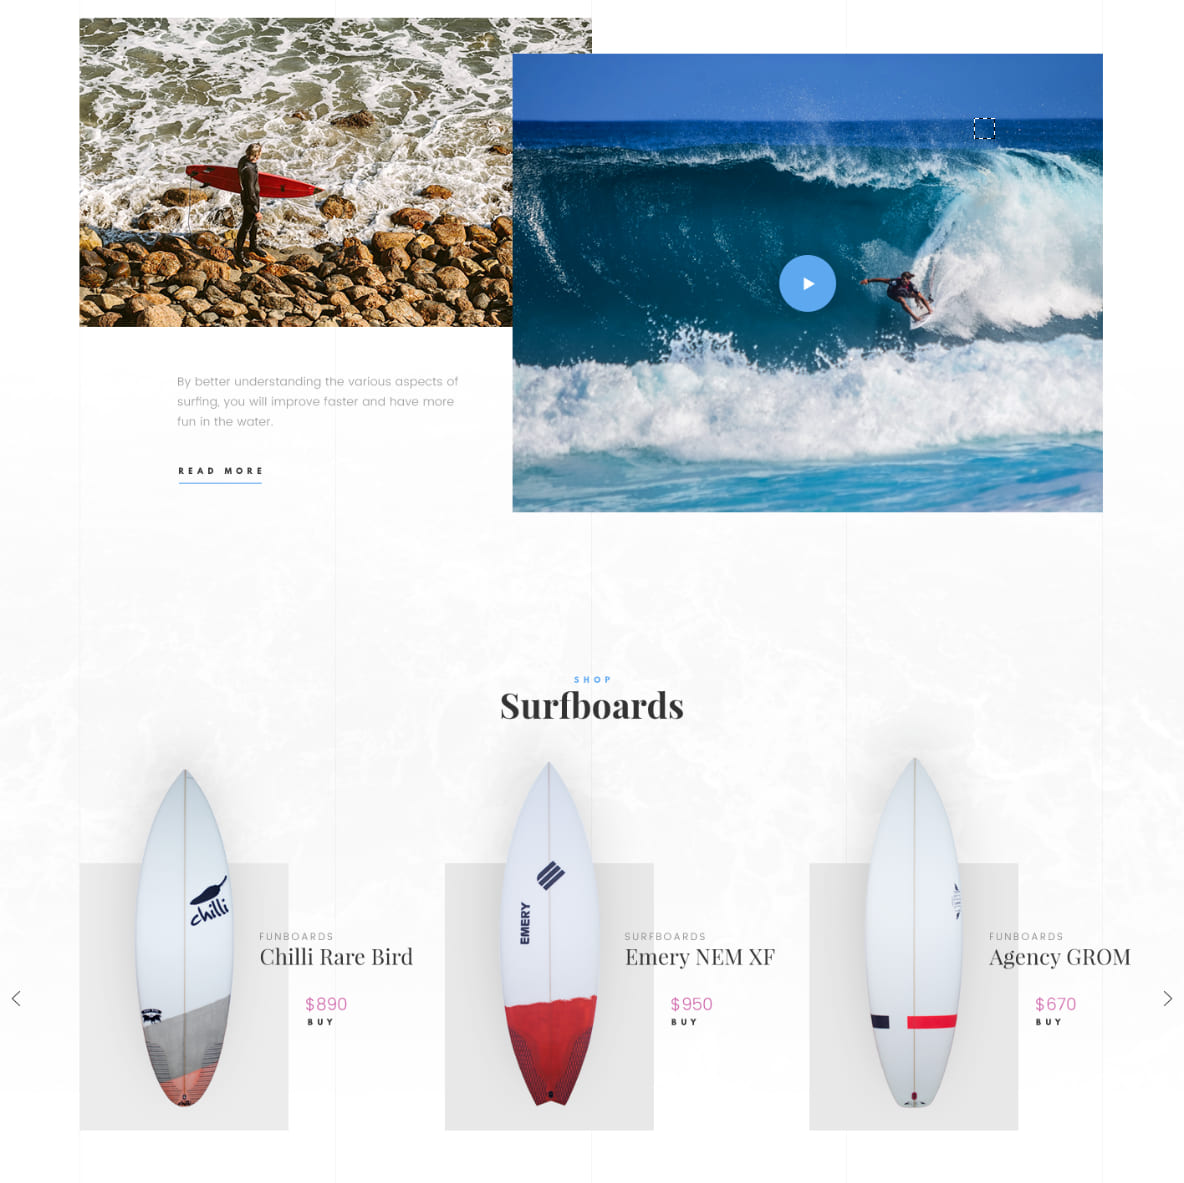 By better understanding the various aspects of
surfing, you will improve faster and have more
fun in the water.
READ MORE
SHOP
Surfboards
chilli
FUNBOARDS
Chilli Rare Bird
$890
BUY
EMERY
SURFBOARDS
Emery NEM XF
$950
BUY
FUNBOARDS
Agency GROM
$670
BUY